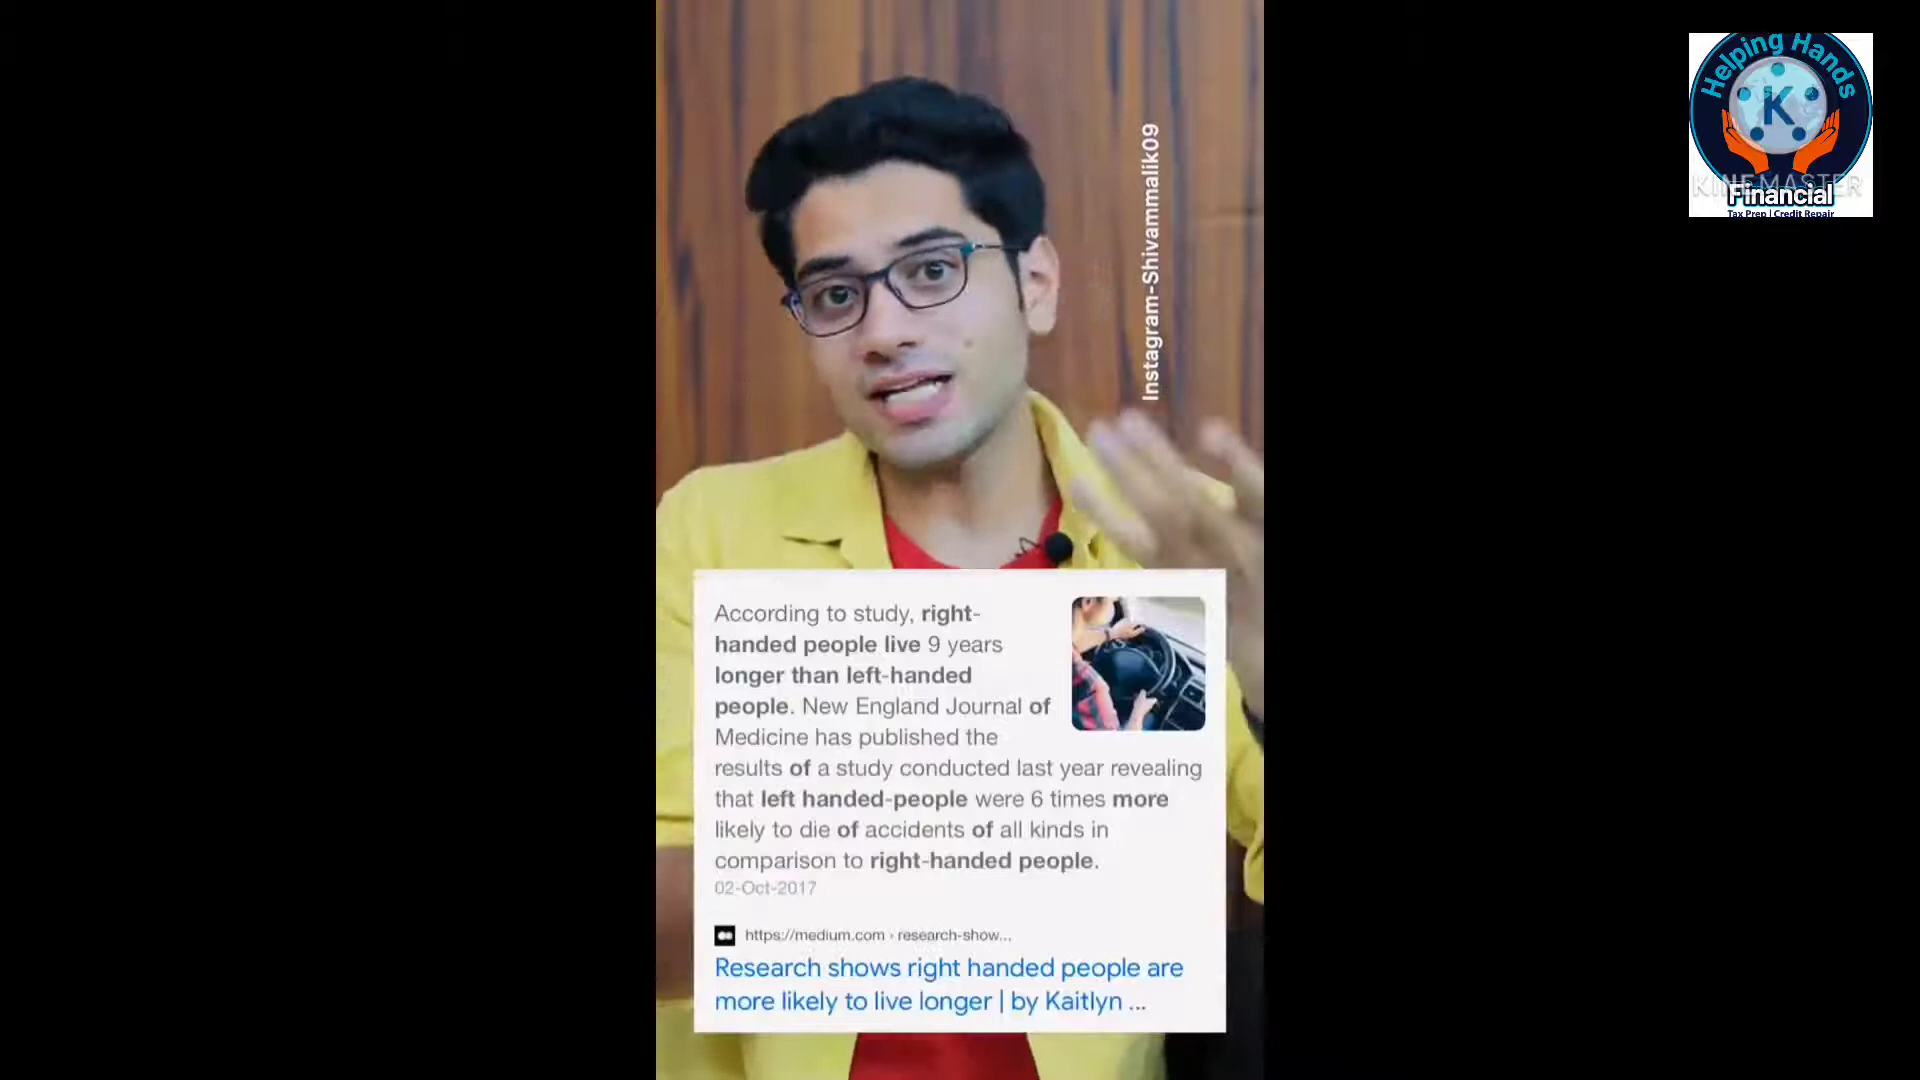 Helping Hands
K
KINEMASTER
Financial
Tax Prep | Credit Repair
Instagram-Shivammalik09
According to study, right-
handed people live 9 years
longer than left-handed
people. New England Journal of
Medicine has published the
results of a study conducted last year revealing
that left handed-people were 6 times more
likely to die of accidents of all kinds in
comparison to right-handed people.
02-Oct-2017
https://medium.com › research-show...
Research shows right handed people are
more likely to live longer | by Kaitlyn ...